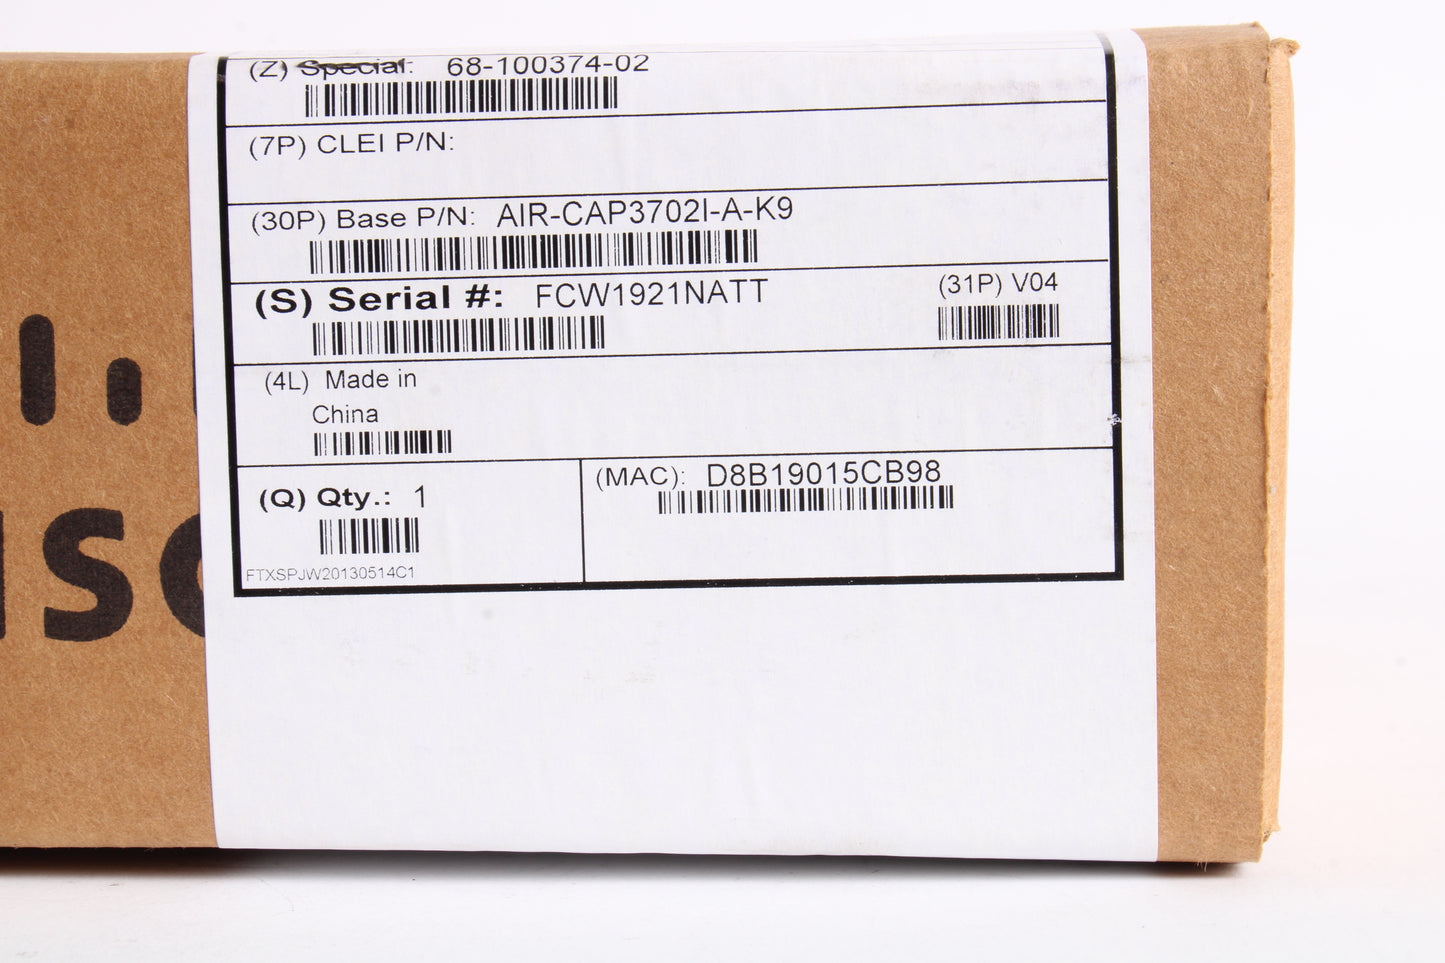 (Z) Special: 68-100374-02
(7P) CLEI P/N:
(30P) Base P/N: AIR-CAP3702I-A-K9
(S) Serial #: FCW1921NATT (31P) V04
(4L) Made in
China
(Q) Qty.: 1 (MAC): D8B19015CB98
FTXSPJW20130514C1
isc